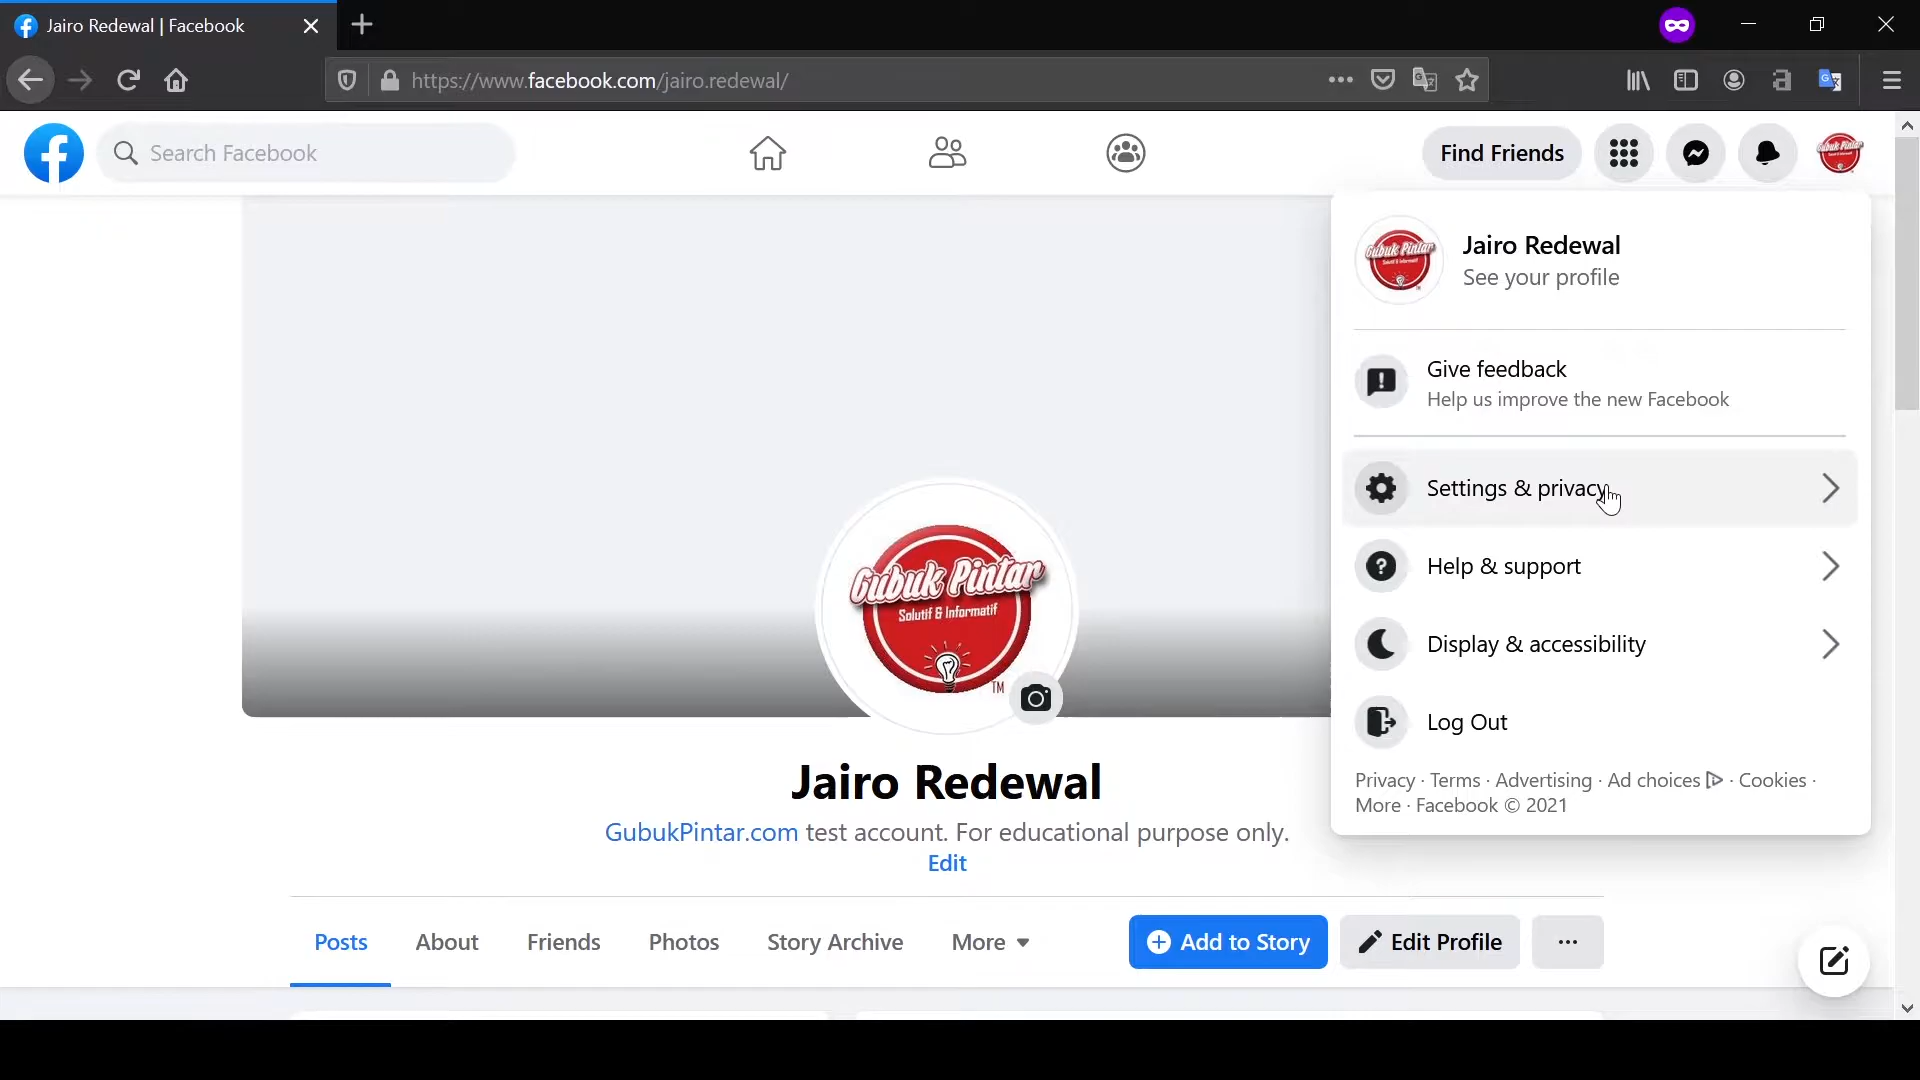 Jairo Redewal | Facebook
https://www.facebook.com/jairo.redewal/
Search Facebook
Find Friends
Jairo Redewal
See your profile
Give feedback
Help us improve the new Facebook
Settings & privacy
Help & support
Display & accessibility
Log Out
Privacy · Terms · Advertising · Ad choices · Cookies ·
More · Facebook © 2021
Gubuk Pintar
Solutif & Informatif
TM
Jairo Redewal
GubukPintar.com test account. For educational purpose only.
Edit
Posts About Friends Photos Story Archive More Add to Story Edit Profile ...